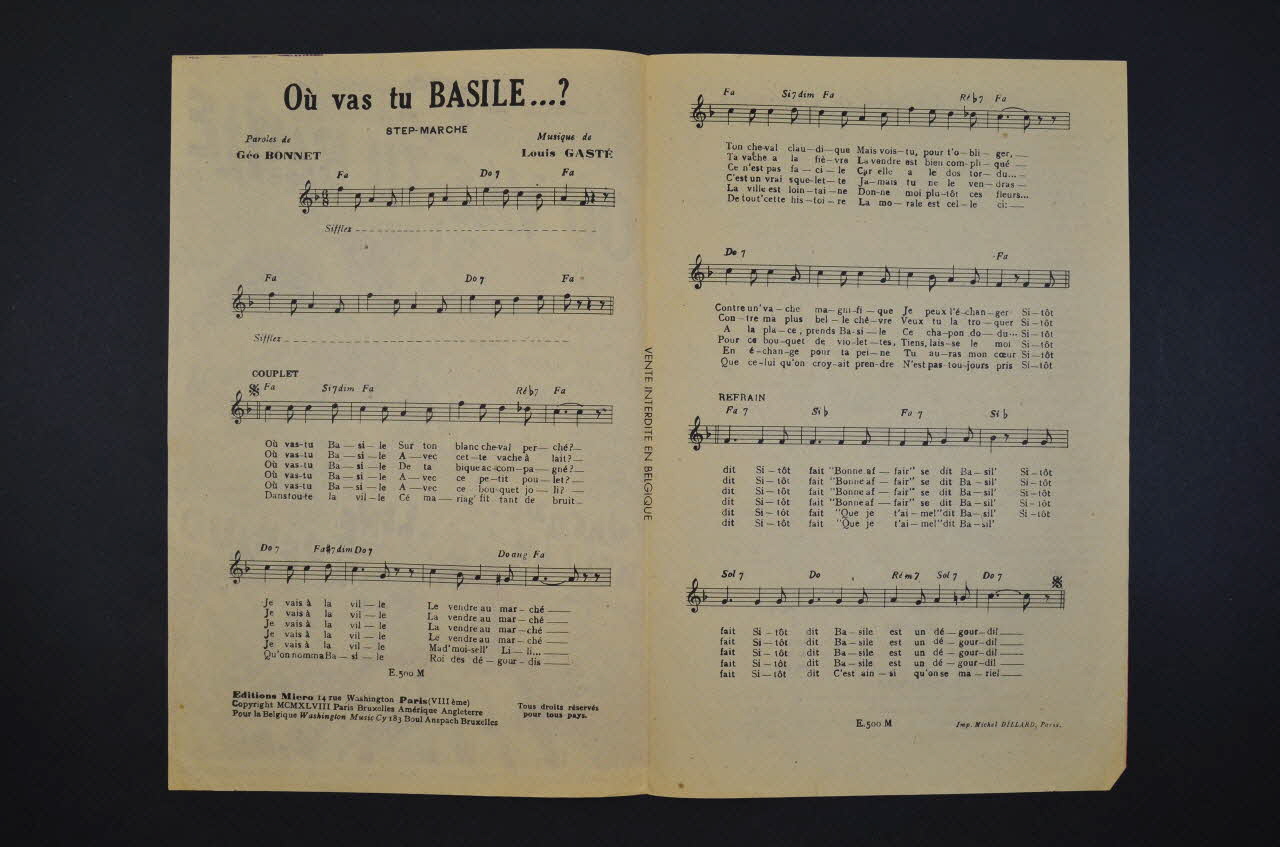 Où vas tu BASILE...?
STEP-MARCHE
Paroles de
Géo BONNET
Musique de
Louis GASTÉ
Fa Do 7 Fa
Sifflez
Fa Do 7 Fa
Sifflez
COUPLET
Fa Si 7 dim Fa Ré b 7 Fa
Où vas-tu Ba — si — le Sur ton blanc che-val per — ché? —
Où vas-tu Ba — si — le A — vec cet-te vache à lait? —
Où vas-tu Ba — si — le De ta bique ac-com — pa — gné? —
Où vas-tu Ba — si — le A — vec ce pe — tit pou — let? —
Où vas-tu Ba — si — le A — vec ce bou-quet jo — li? —
Dans tou-te la vil — le Cé ma — riag' fit tant de bruit —
Do 7 Fa#7 dim Do 7 Do aug Fa
Je vais à la vil — le Le vendre au mar — ché —
Je vais à la vil — le La vendre au mar — ché —
Je vais à la vil — le La vendre au mar — ché —
Je vais à la vil — le Le vendre au mar — ché —
Je vais à la vil — le Mad'moi-sell' Li — li... —
Qu'on nomma Ba — si — le Roi des dé — gour — dis —
E. 500 M
Editions Micro 14 rue Washington Paris (VIII ème)
Copyright MCMXLVIII Paris Bruxelles Amérique Angleterre
Pour la Belgique Washington Music Cy 183 Boul Anspach Bruxelles
Tous droits réservés
pour tous pays.
VENTE INTERDITE EN BELGIQUE
Fa Si 7 dim Fa Ré b 7 Fa
Ton che-val clau — di — que Mais vois — tu, pour t'o — bli — ger, —
Ta vache a la fiè — vre La vendre est bien com — pli — qué —
Ce n'est pas fa — ci — le Car elle a le dos tor — du... —
C'est un vrai sque — let — te Ja — mais tu ne le ven — dras —
La ville est loin — tai — ne Don — ne moi plu — tôt ces fleurs...
De tout' cette his — toi — re La mo — rale est cel — le ci: —
Do 7 Fa
Contre un' va — che ma — gni — fi — que Je peux l'é — chan — ger Si — tôt
Con — tre ma plus bel — le chè — vre Veux tu la tro — quer Si — tôt
A la pla — ce, prends Ba — si — le Ce cha — pon do — du... Si — tôt
Pour ce bou — quet de vio — let — tes, Tiens, lais — se le moi Si — tôt
En é — change pour ta pei — ne Tu au — ras mon cœur Si — tôt
Que ce — lui qu'on croy — ait pren — dre N'est pas tou — jours pris Si — tôt
REFRAIN
Fa 7 Si b Fa 7 Si b
dit Si — tôt fait "Bonne af — fair" se dit Ba — sil' Si — tôt
dit Si — tôt fait "Bonne af — fair" se dit Ba — sil' Si — tôt
dit Si — tôt fait "Bonne af — fair" se dit Ba — sil' Si — tôt
dit Si — tôt fait "Bonne af — fair" se dit Ba — sil' Si — tôt
dit Si — tôt fait "Que je t'ai — me!" dit Ba — sil' Si — tôt
dit Si — tôt fait "Que je t'ai — me!" dit Ba — sil'
Sol 7 Do Ré m 7 Sol 7 Do 7
fait Si — tôt dit Ba — sile est un dé — gour — di! —
fait Si — tôt dit Ba — sile est un dé — gour — di! —
fait Si — tôt dit Ba — sile est un dé — gour — di! —
fait Si — tôt dit Ba — sile est un dé — gour — di! —
fait Si — tôt dit C'est ain — si qu'on se ma — rie! —
E. 500 M
Imp. Michel DILLARD, Paris.